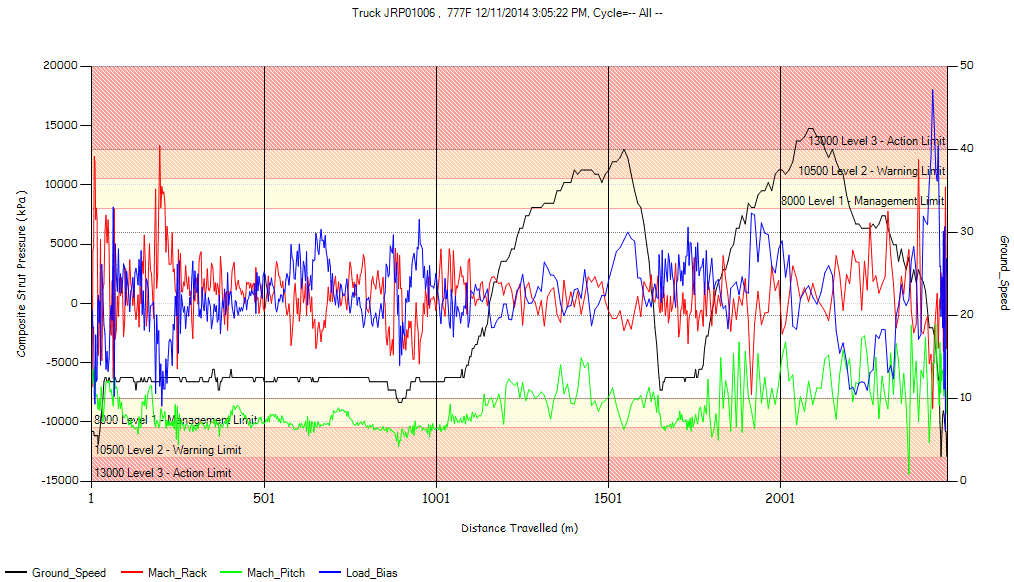 Truck JRP01006 , 777F 12/11/2014 3:05:22 PM, Cycle=-- All --
20000
50
15000
13000 Level 3 - Action Limit
40
10500 Level 2 - Warning Limit
10000
8000 Level 1 - Management Limit
5000
30
Composite Strut Pressure (kPa)
Ground_Speed
0
20
-5000
10
-10000
8000 Level 1 - Management Limit
10500 Level 2 - Warning Limit
13000 Level 3 - Action Limit
-15000
0
1 501 1001 1501 2001
Distance Travelled (m)
Ground_Speed Mach_Rack Mach_Pitch Load_Bias